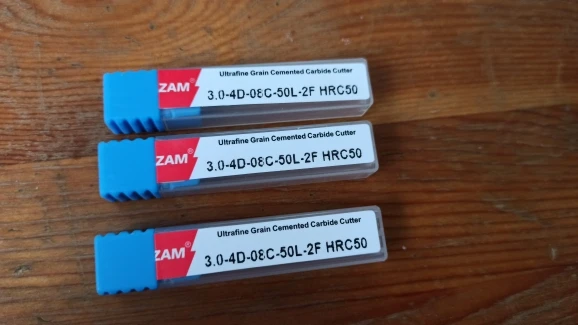 Ultrafine Grain Cemented Carbide Cutter
ZAM®
3.0-4D-08C-50L-2F HRC50
Ultrafine Grain Cemented Carbide Cutter
ZAM®
3.0-4D-08C-50L-2F HRC50
Ultrafine Grain Cemented Carbide Cutter
ZAM®
3.0-4D-08C-50L-2F HRC50